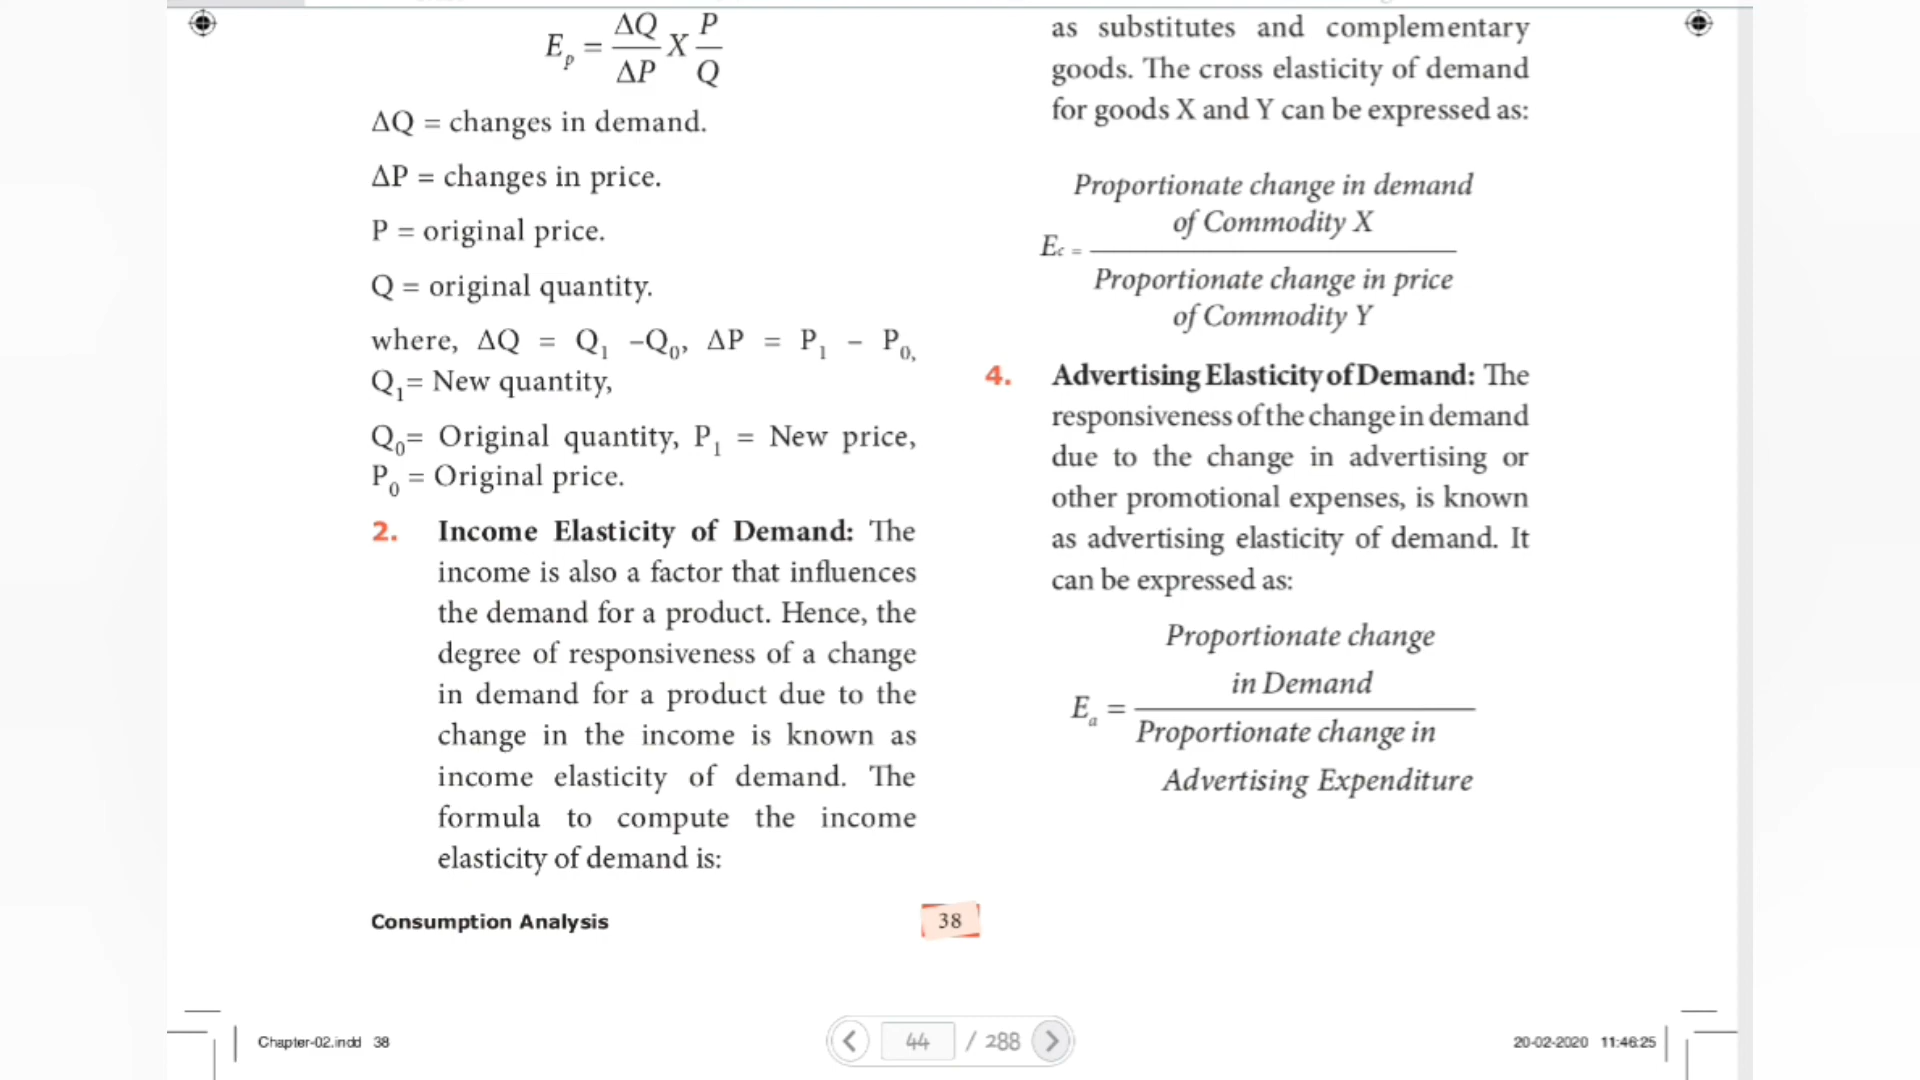 E_p = ΔQ/ΔP X P/Q
ΔQ = changes in demand.
ΔP = changes in price.
P = original price.
Q = original quantity.
where, ΔQ = Q₁ –Q₀, ΔP = P₁ – P₀,
Q₁= New quantity,
Q₀= Original quantity, P₁ = New price,
P₀ = Original price.
2. Income Elasticity of Demand: The
income is also a factor that influences
the demand for a product. Hence, the
degree of responsiveness of a change
in demand for a product due to the
change in the income is known as
income elasticity of demand. The
formula to compute the income
elasticity of demand is:
as substitutes and complementary
goods. The cross elasticity of demand
for goods X and Y can be expressed as:
Proportionate change in demand
of Commodity X
Ec =
Proportionate change in price
of Commodity Y
4. Advertising Elasticity of Demand: The
responsiveness of the change in demand
due to the change in advertising or
other promotional expenses, is known
as advertising elasticity of demand. It
can be expressed as:
Proportionate change
in Demand
E_a =
Proportionate change in
Advertising Expenditure
Consumption Analysis
38
Chapter-02.indd 38
44 / 288
20-02-2020 11:46:25